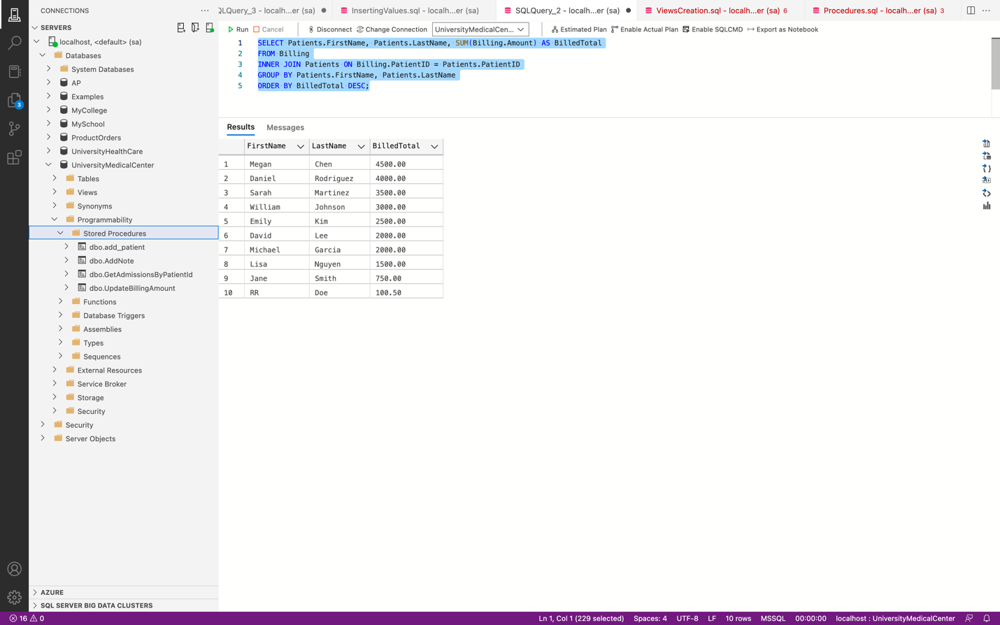 CONNECTIONS
SERVERS
localhost, <default> (sa)
Databases
System Databases
AP
Examples
MyCollege
MySchool
ProductOrders
UniversityHealthCare
UniversityMedicalCenter
Tables
Views
Synonyms
Programmability
Stored Procedures
dbo.add_patient
dbo.AddNote
dbo.GetAdmissionsByPatientId
dbo.UpdateBillingAmount
Functions
Database Triggers
Assemblies
Types
Sequences
External Resources
Service Broker
Storage
Security
Security
Server Objects
AZURE
SQL SERVER BIG DATA CLUSTERS
3
QLQuery_3 - localh...er (sa) InsertingValues.sql - localh...er (sa) SQLQuery_2 - localh...er (sa) ViewsCreation.sql - localh...er (sa) 6 Procedures.sql - localh...er (sa) 3
Run Cancel Disconnect Change Connection UniversityMedicalCen... Estimated Plan Enable Actual Plan Enable SQLCMD Export as Notebook
1 SELECT Patients.FirstName, Patients.LastName, SUM(Billing.Amount) AS BilledTotal
2 FROM Billing
3 INNER JOIN Patients ON Billing.PatientID = Patients.PatientID
4 GROUP BY Patients.FirstName, Patients.LastName
5 ORDER BY BilledTotal DESC;
Results Messages
FirstName LastName BilledTotal
1 Megan Chen 4500.00
2 Daniel Rodriguez 4000.00
3 Sarah Martinez 3500.00
4 William Johnson 3000.00
5 Emily Kim 2500.00
6 David Lee 2000.00
7 Michael Garcia 2000.00
8 Lisa Nguyen 1500.00
9 Jane Smith 750.00
10 RR Doe 100.50
16 0 Ln 1, Col 1 (229 selected) Spaces: 4 UTF-8 LF 10 rows MSSQL 00:00:00 localhost : UniversityMedicalCenter